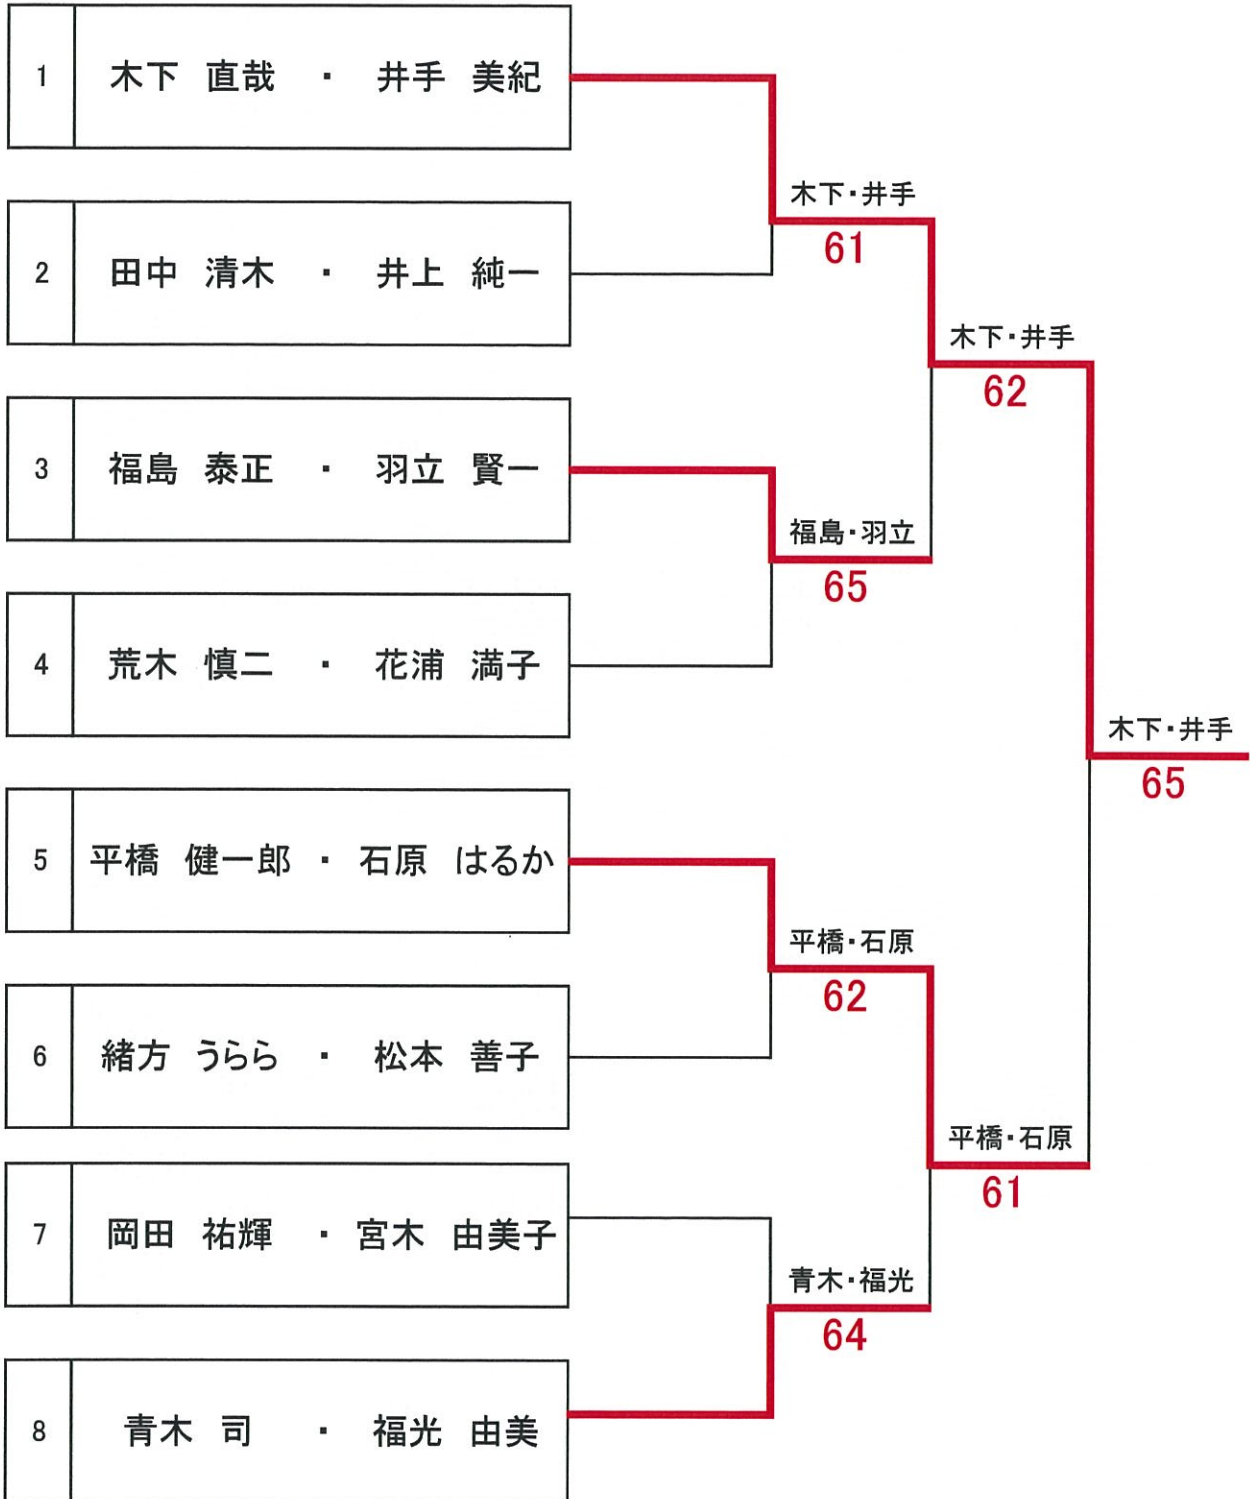 1 木下 直哉 ・ 井手 美紀
木下・井手
61
2 田中 清木 ・ 井上 純一
木下・井手
62
3 福島 泰正 ・ 羽立 賢一
福島・羽立
65
4 荒木 慎二 ・ 花浦 満子
木下・井手
65
5 平橋 健一郎 ・ 石原 はるか
平橋・石原
62
6 緒方 うらら ・ 松本 善子
平橋・石原
61
7 岡田 祐輝 ・ 宮木 由美子
青木・福光
64
8 青木 司 ・ 福光 由美